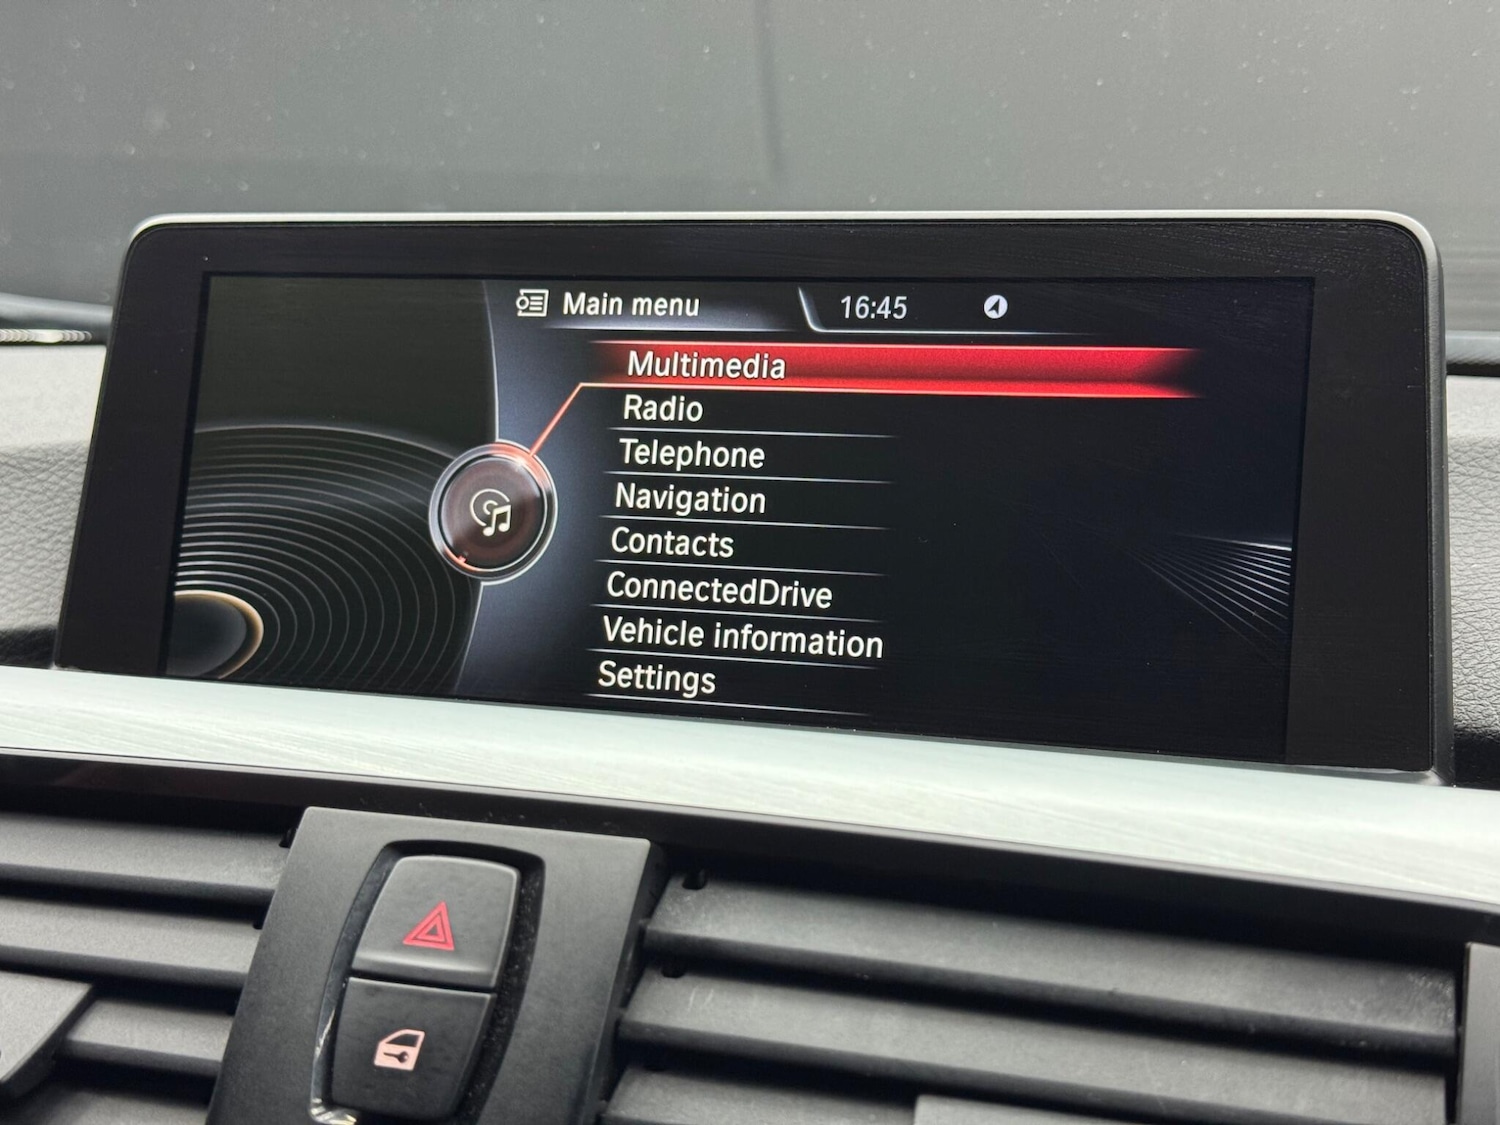 Main menu
16:45
Multimedia
Radio
Telephone
Navigation
Contacts
ConnectedDrive
Vehicle information
Settings